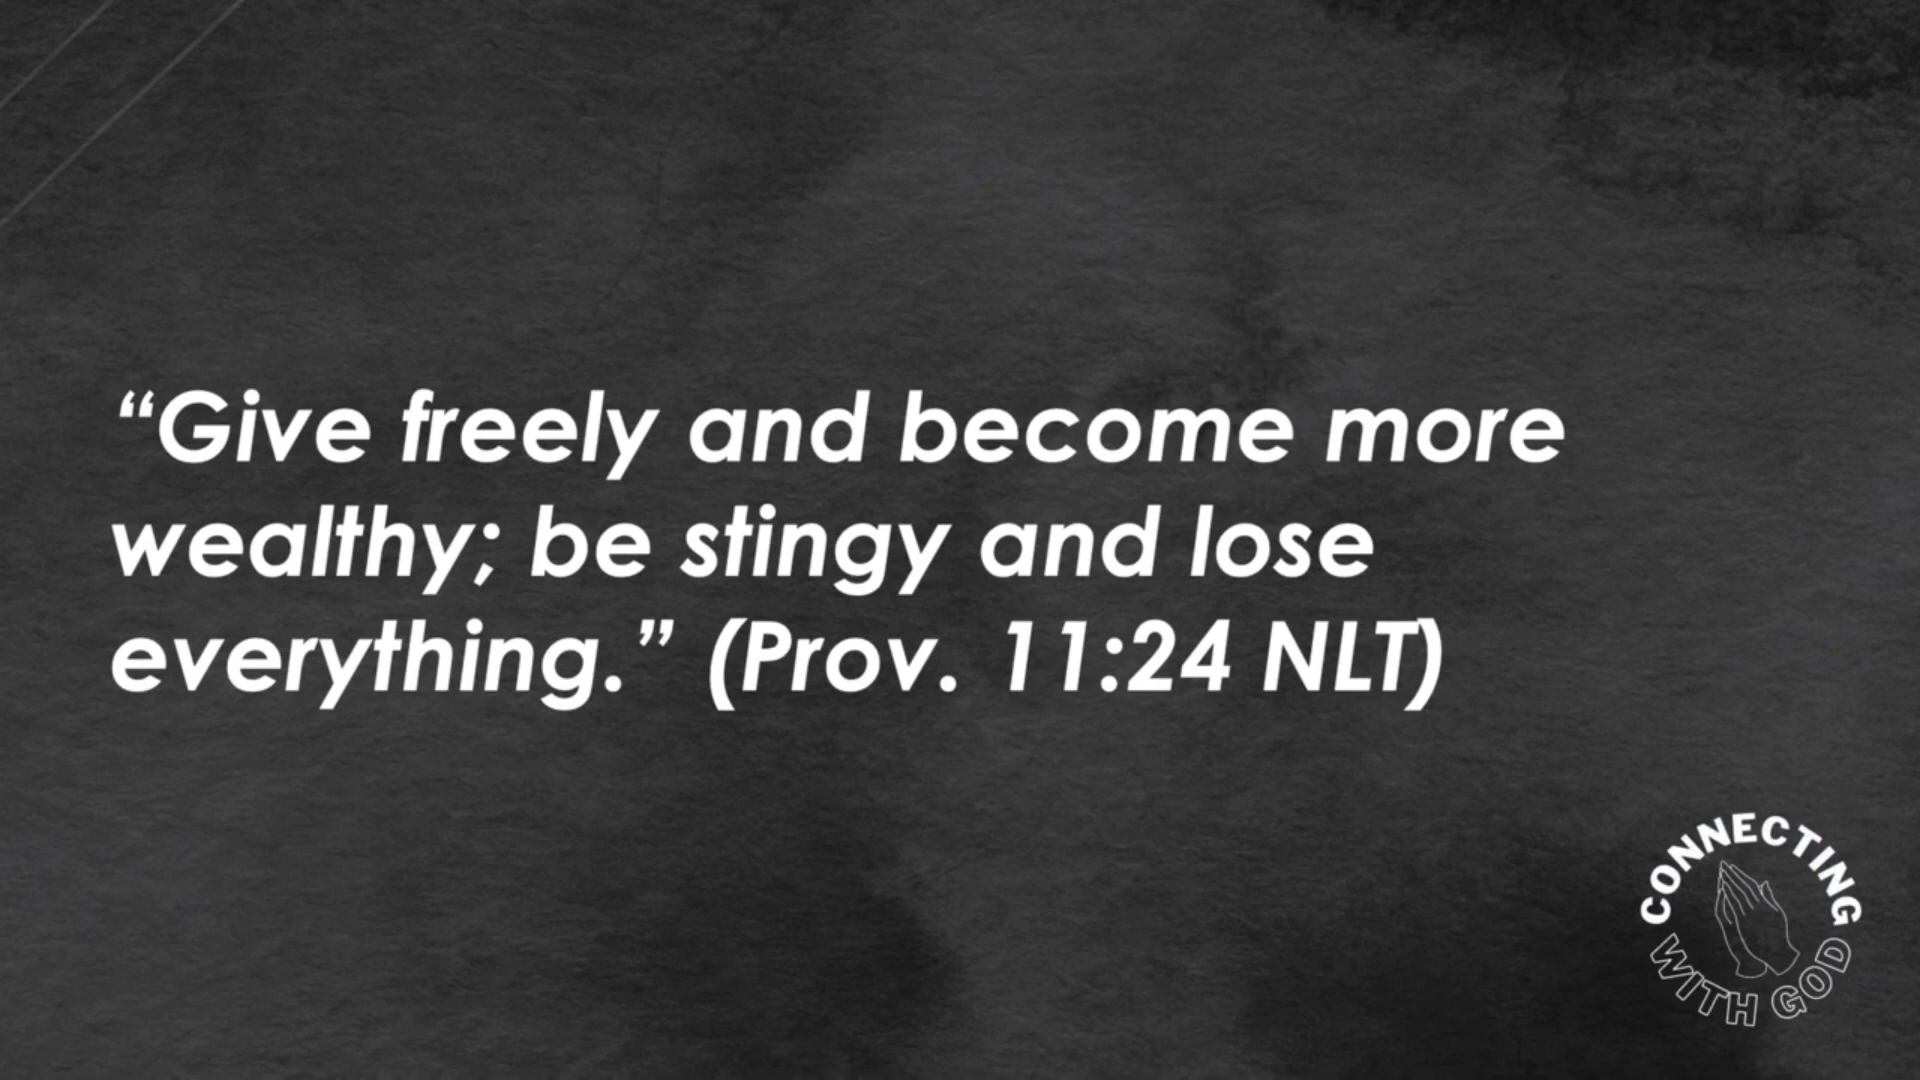 “Give freely and become more
wealthy; be stingy and lose
everything.” (Prov. 11:24 NLT)
CONNECTING
WITH GOD